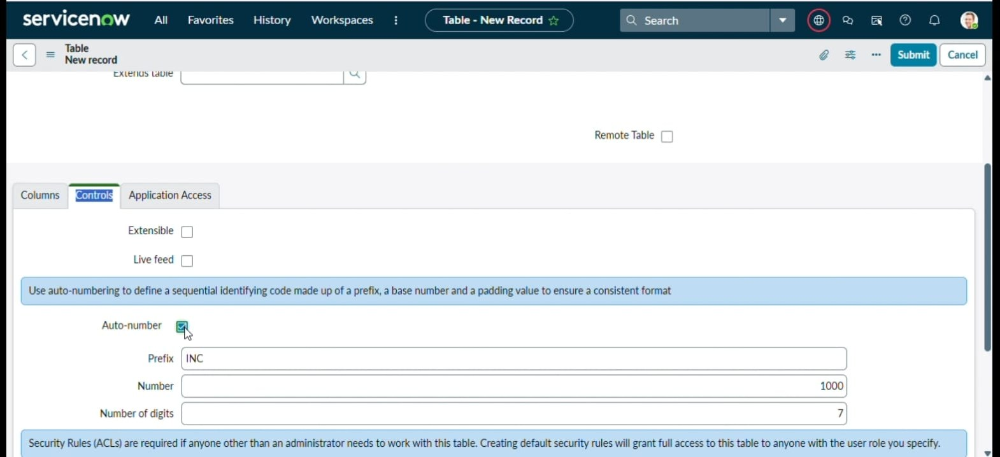 servicenow All Favorites History Workspaces Table - New Record Search
Table
New record
Submit Cancel
Extends table
Remote Table
Columns Controls Application Access
Extensible
Live feed
Use auto-numbering to define a sequential identifying code made up of a prefix, a base number and a padding value to ensure a consistent format
Auto-number
Prefix INC
Number 1000
Number of digits 7
Security Rules (ACLs) are required if anyone other than an administrator needs to work with this table. Creating default security rules will grant full access to this table to anyone with the user role you specify.